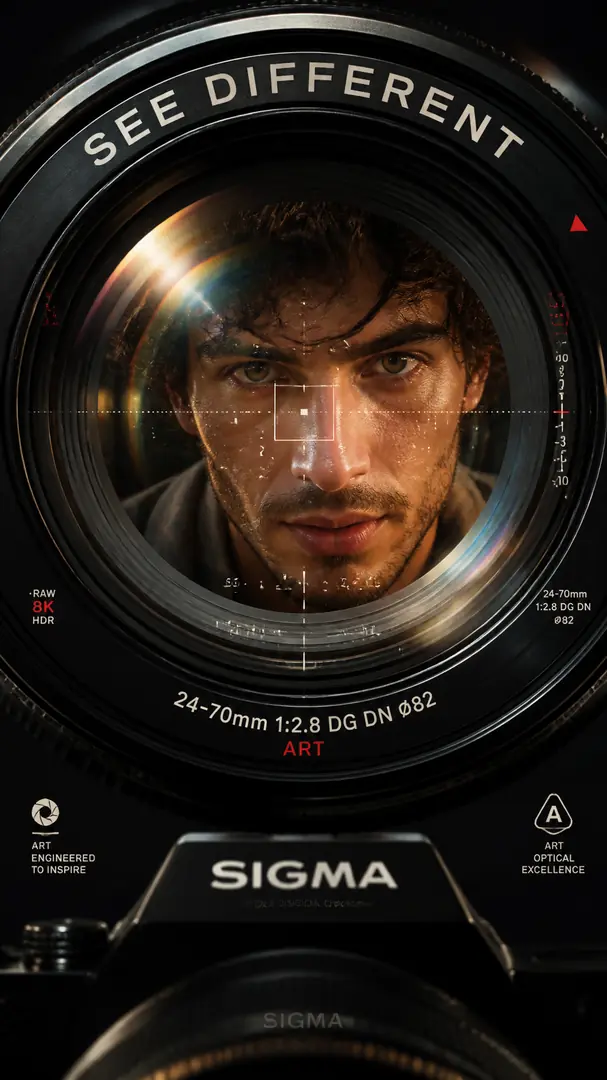 SEE DIFFERENT
·RAW
8K
HDR
24-70mm
1:2.8 DG DN
ø82
24-70mm 1:2.8 DG DN ø82
ART
ART
ENGINEERED
TO INSPIRE
A
ART
OPTICAL
EXCELLENCE
SIGMA
SIGMA